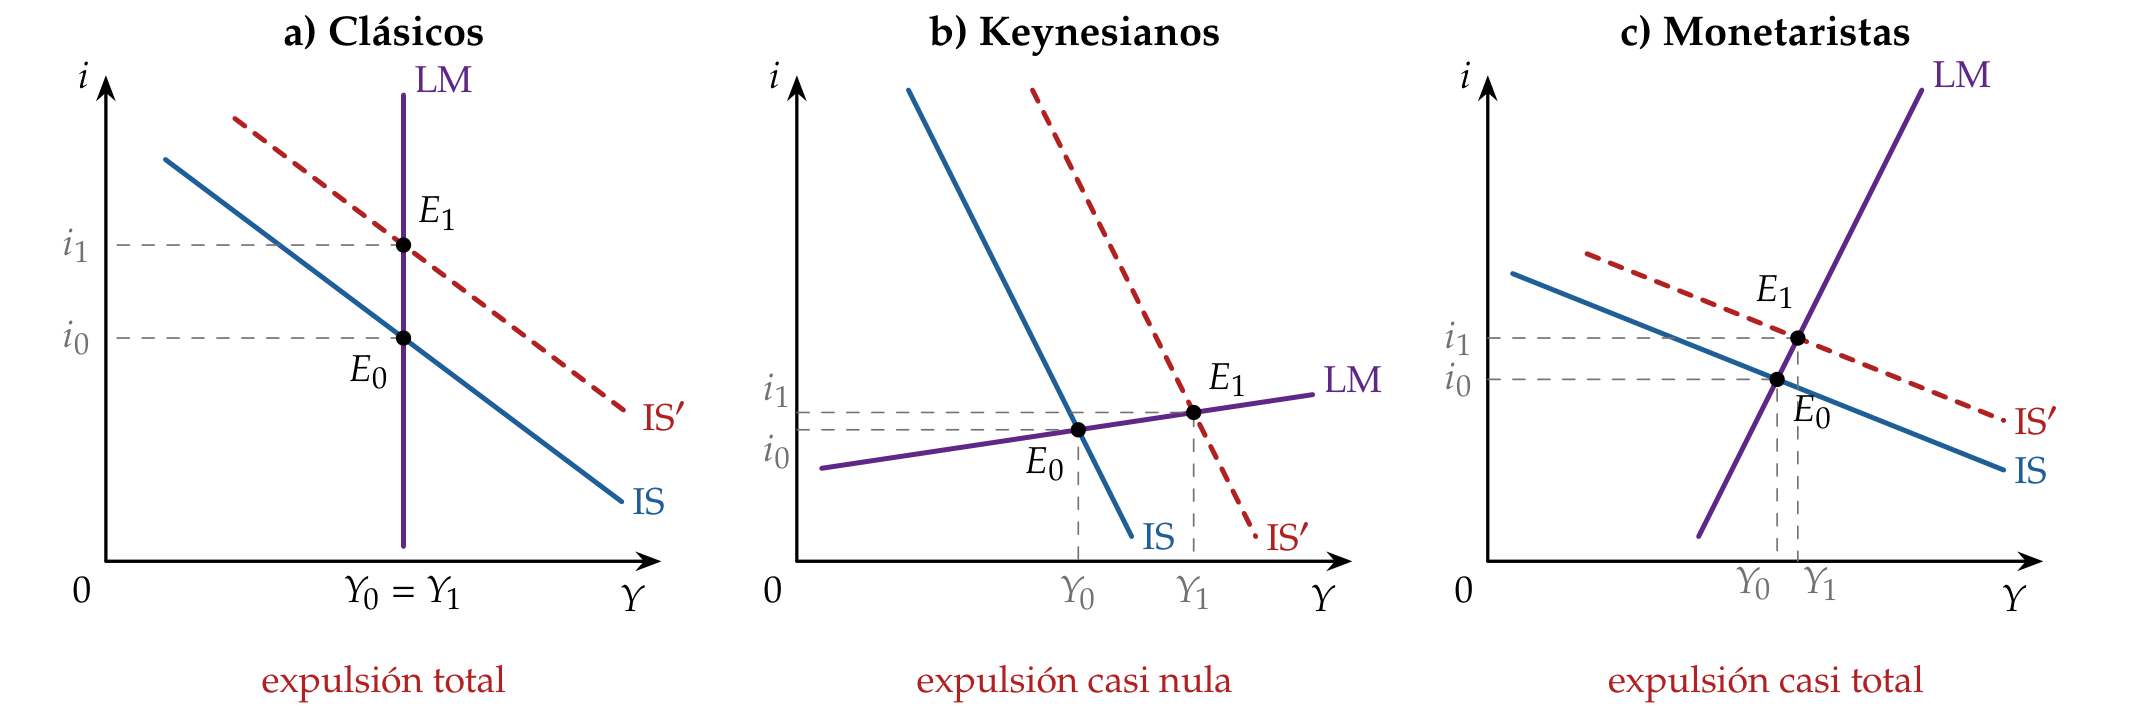 a) Clásicos
i
LM
E₁
i₁
i₀
E₀
IS′
IS
0
Y₀ = Y₁
Y
expulsión total
b) Keynesianos
i
E₁
LM
i₁
i₀
E₀
IS
IS′
0
Y₀
Y₁
Y
expulsión casi nula
c) Monetaristas
i
LM
E₁
i₁
i₀
E₀
IS′
IS
0
Y₀
Y₁
Y
expulsión casi total